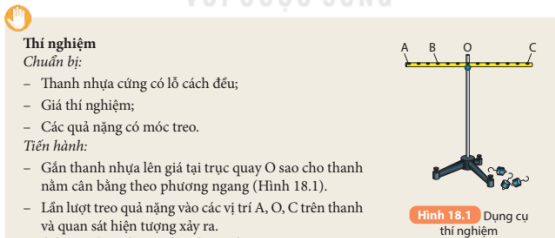 VỚI CUỘC SỐNG
Thí nghiệm
Chuẩn bị:
– Thanh nhựa cứng có lỗ cách đều;
– Giá thí nghiệm;
– Các quả nặng có móc treo.
Tiến hành:
– Gắn thanh nhựa lên giá tại trục quay O sao cho thanh
nằm cân bằng theo phương ngang (Hình 18.1).
– Lần lượt treo quả nặng vào các vị trí A, O, C trên thanh
và quan sát hiện tượng xảy ra.
A B O C
Hình 18.1 Dụng cụ
thí nghiệm